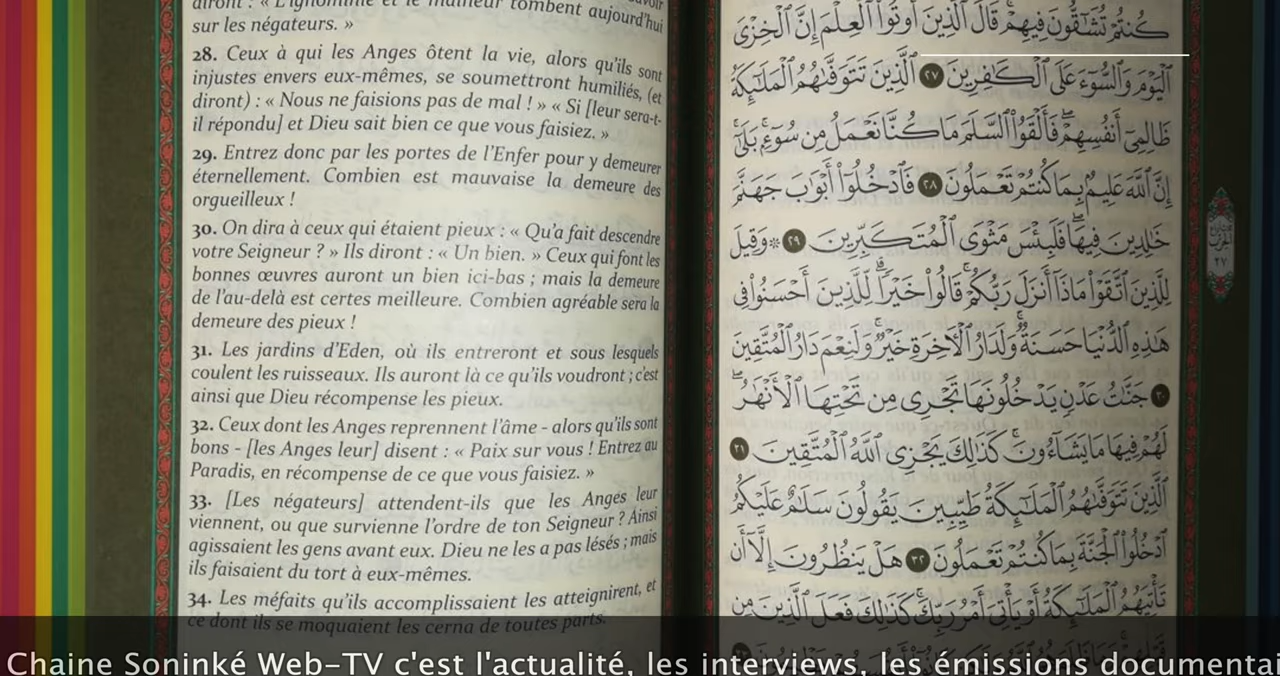 diront : « L'ignominie et le malheur tombent aujourd'hui
sur les négateurs. »
28. Ceux à qui les Anges ôtent la vie, alors qu'ils sont
injustes envers eux-mêmes, se soumettront humiliés, (et
diront) : « Nous ne faisions pas de mal ! » « Si [leur sera-t-
il répondu] et Dieu sait bien ce que vous faisiez. »
29. Entrez donc par les portes de l'Enfer pour y demeurer
éternellement. Combien est mauvaise la demeure des
orgueilleux !
30. On dira à ceux qui étaient pieux : « Qu'a fait descendre
votre Seigneur ? » Ils diront : « Un bien. » Ceux qui font les
bonnes œuvres auront un bien ici-bas ; mais la demeure
de l'au-delà est certes meilleure. Combien agréable sera la
demeure des pieux !
31. Les jardins d'Eden, où ils entreront et sous lesquels
coulent les ruisseaux. Ils auront là ce qu'ils voudront ; c'est
ainsi que Dieu récompense les pieux.
32. Ceux dont les Anges reprennent l'âme - alors qu'ils sont
bons - [les Anges leur] disent : « Paix sur vous ! Entrez au
Paradis, en récompense de ce que vous faisiez. »
33. [Les négateurs] attendent-ils que les Anges leur
viennent, ou que survienne l'ordre de ton Seigneur ? Ainsi
agissaient les gens avant eux. Dieu ne les a pas lésés ; mais
ils faisaient du tort à eux-mêmes.
34. Les méfaits qu'ils accomplissaient les atteignirent, et
ce dont ils se moquaient les cerna de toutes parts.
كُنتُمْ تُشَٰٓقُّونَ فِيهِمْ ۚ قَالَ ٱلَّذِينَ أُوتُوا۟ ٱلْعِلْمَ إِنَّ ٱلْخِزْىَ
ٱلْيَوْمَ وَٱلسُّوٓءَ عَلَى ٱلْكَٰفِرِينَ ٢٧ ٱلَّذِينَ تَتَوَفَّىٰهُمُ ٱلْمَلَٰٓئِكَةُ
ظَالِمِىٓ أَنفُسِهِمْ ۖ فَأَلْقَوُا۟ ٱلسَّلَمَ مَا كُنَّا نَعْمَلُ مِن سُوٓءٍۭ ۚ بَلَىٰٓ
إِنَّ ٱللَّهَ عَلِيمٌۢ بِمَا كُنتُمْ تَعْمَلُونَ ٢٨ فَٱدْخُلُوٓا۟ أَبْوَٰبَ جَهَنَّمَ
خَٰلِدِينَ فِيهَا ۖ فَلَبِئْسَ مَثْوَى ٱلْمُتَكَبِّرِينَ ٢٩ ۞ وَقِيلَ
لِلَّذِينَ ٱتَّقَوْا۟ مَاذَآ أَنزَلَ رَبُّكُمْ ۚ قَالُوا۟ خَيْرًا ۗ لِّلَّذِينَ أَحْسَنُوا۟ فِى
هَٰذِهِ ٱلدُّنْيَا حَسَنَةٌ ۚ وَلَدَارُ ٱلْءَاخِرَةِ خَيْرٌ ۚ وَلَنِعْمَ دَارُ ٱلْمُتَّقِينَ
٣٠ جَنَّٰتُ عَدْنٍ يَدْخُلُونَهَا تَجْرِى مِن تَحْتِهَا ٱلْأَنْهَٰرُ ۖ
لَهُمْ فِيهَا مَا يَشَآءُونَ ۚ كَذَٰلِكَ يَجْزِى ٱللَّهُ ٱلْمُتَّقِينَ ٣١
ٱلَّذِينَ تَتَوَفَّىٰهُمُ ٱلْمَلَٰٓئِكَةُ طَيِّبِينَ ۙ يَقُولُونَ سَلَٰمٌ عَلَيْكُمُ
ٱدْخُلُوا۟ ٱلْجَنَّةَ بِمَا كُنتُمْ تَعْمَلُونَ ٣٢ هَلْ يَنظُرُونَ إِلَّآ أَن
تَأْتِيَهُمُ ٱلْمَلَٰٓئِكَةُ أَوْ يَأْتِىَ أَمْرُ رَبِّكَ ۚ كَذَٰلِكَ فَعَلَ ٱلَّذِينَ مِن
الحزب
٢٧
Chaine Soninké Web-TV c'est l'actualité, les interviews, les émissions documentai